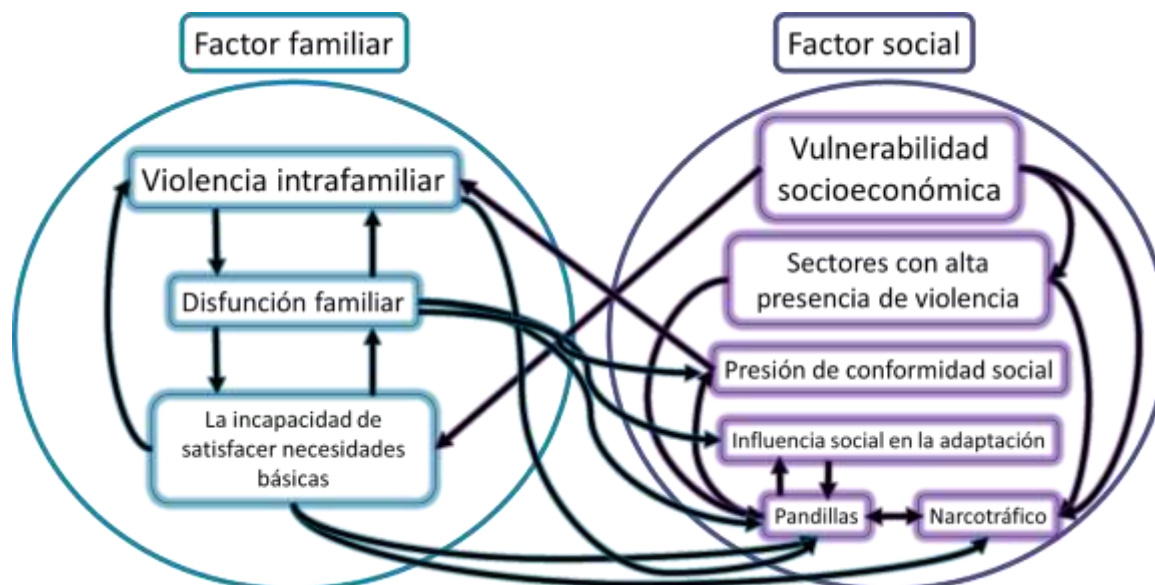 Factor familiar
Violencia intrafamiliar
Disfunción familiar
La incapacidad de
satisfacer necesidades
básicas
Factor social
Vulnerabilidad
socioeconómica
Sectores con alta
presencia de violencia
Presión de conformidad social
Influencia social en la adaptación
Pandillas
Narcotráfico